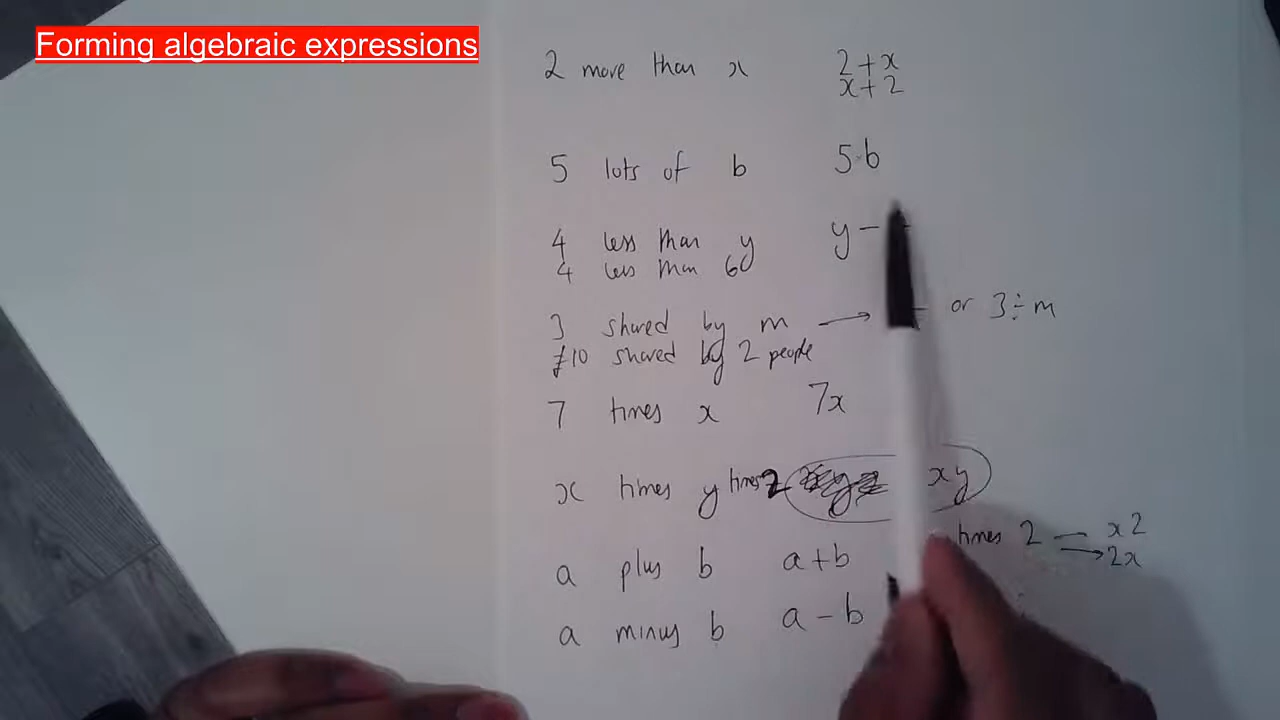 Forming algebraic expressions
2 more than x 2+x
x+2
5 lots of b 5b
4 less than y y -
4 less than 6
3 shared by m → or 3÷m
£10 shared by 2 people
7 times x 7x
x times y times xy
times 2 — x2
→ 2x
a plus b a+b
a minus b a - b